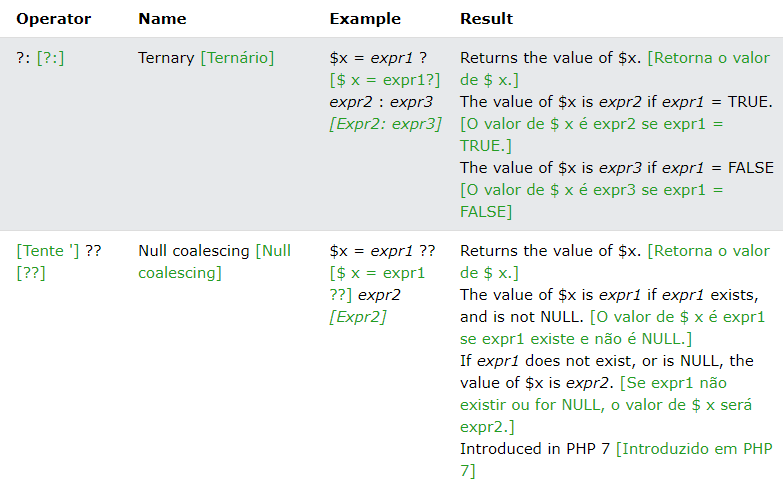 Operator Name Example Result
?: [?:]
Ternary [Ternário]
$x = expr1 ?
[$ x = expr1?]
expr2 : expr3
[Expr2: expr3]
Returns the value of $x. [Retorna o valor
de $ x.]
The value of $x is expr2 if expr1 = TRUE.
[O valor de $ x é expr2 se expr1 =
TRUE.]
The value of $x is expr3 if expr1 = FALSE
[O valor de $ x é expr3 se expr1 =
FALSE]
[Tente '] ??
[??]
Null coalescing [Null
coalescing]
$x = expr1 ??
[$ x = expr1
??] expr2
[Expr2]
Returns the value of $x. [Retorna o valor
de $ x.]
The value of $x is expr1 if expr1 exists,
and is not NULL. [O valor de $ x é expr1
se expr1 existe e não é NULL.]
If expr1 does not exist, or is NULL, the
value of $x is expr2. [Se expr1 não
existir ou for NULL, o valor de $ x será
expr2.]
Introduced in PHP 7 [Introduzido em PHP
7]